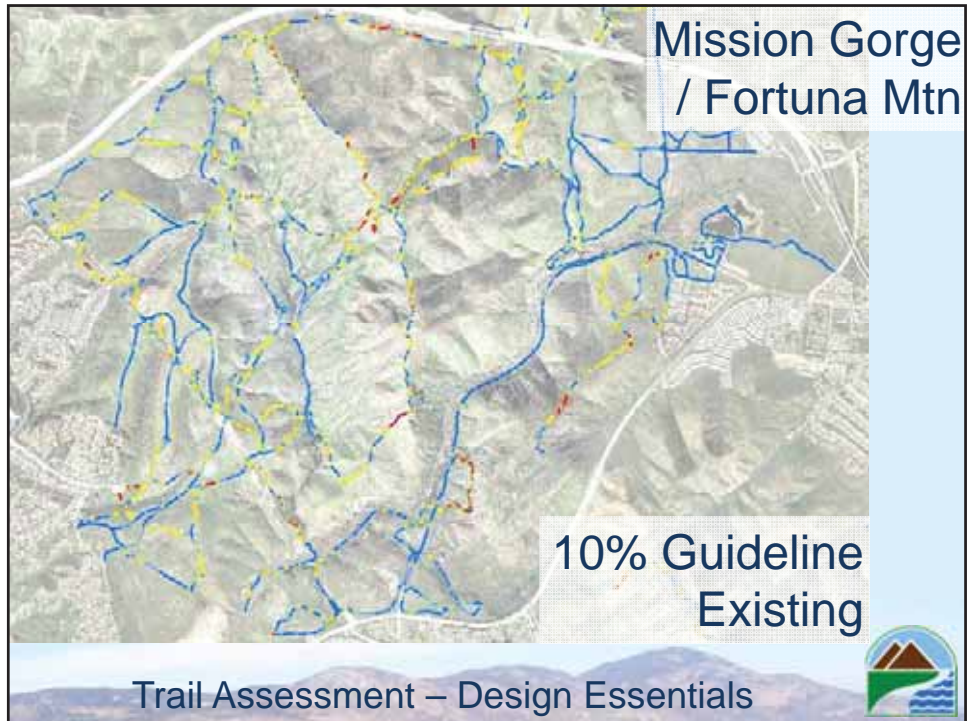 Mission Gorge
/ Fortuna Mtn
10% Guideline
Existing
Trail Assessment – Design Essentials